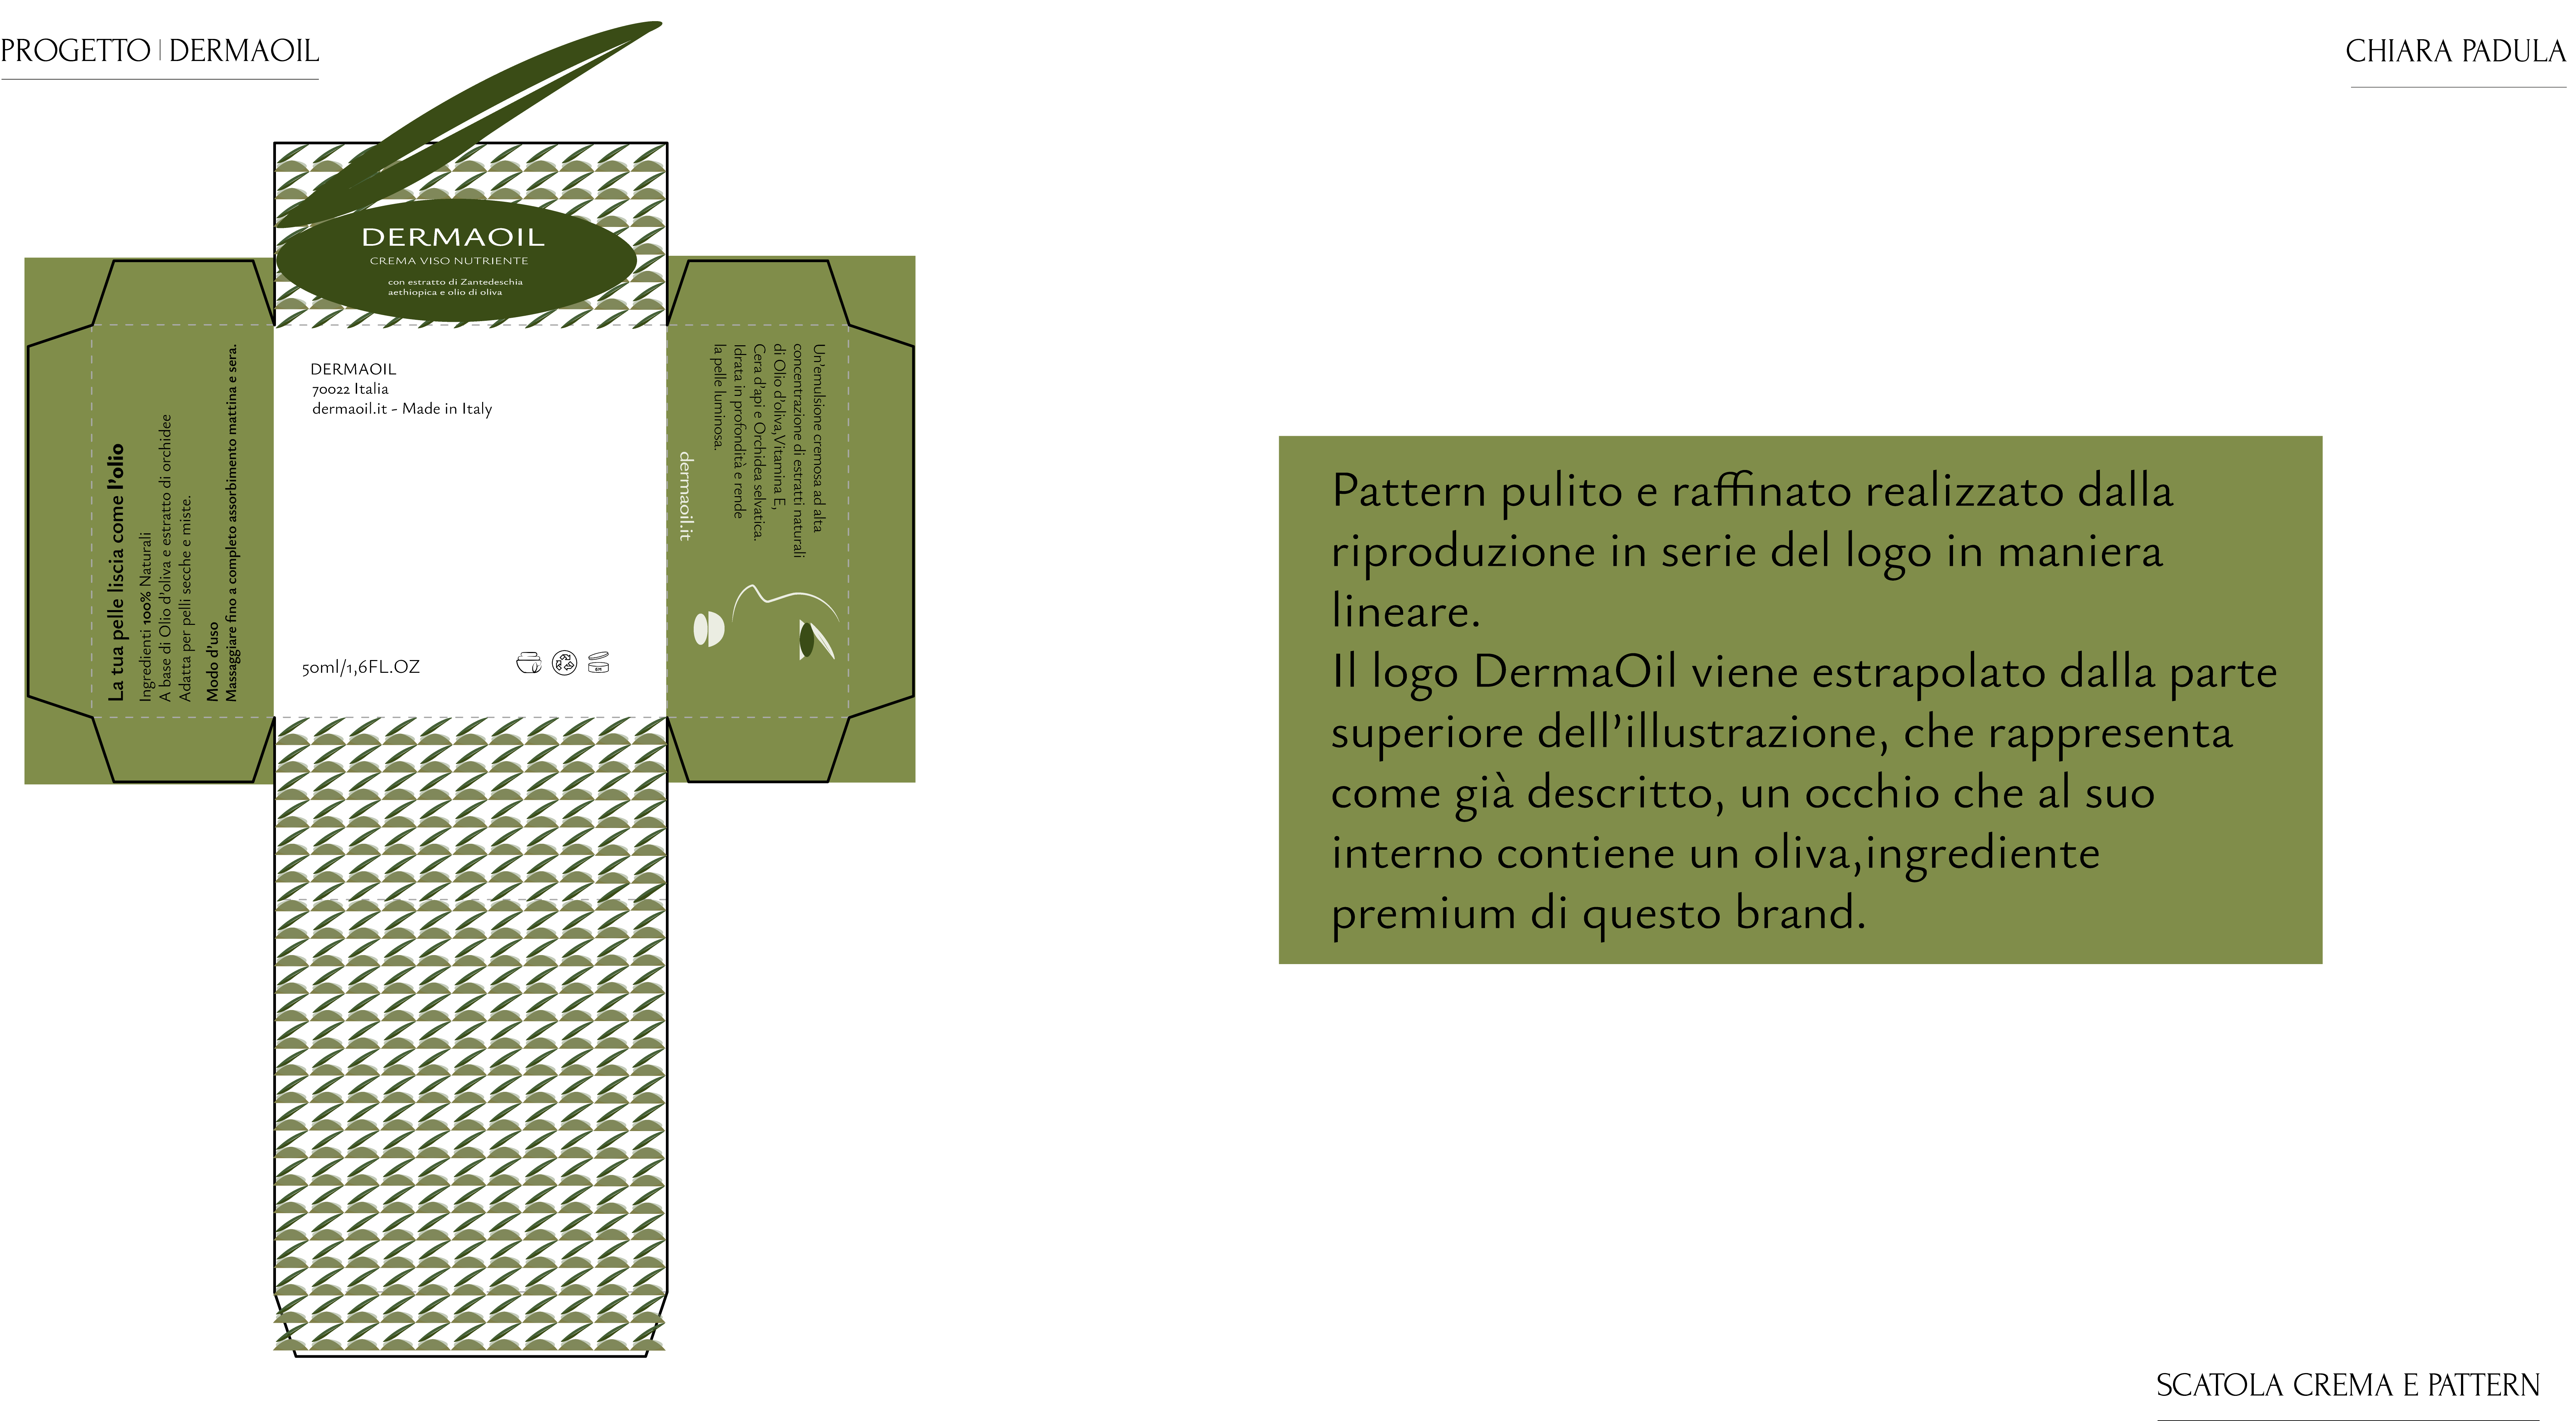 PROGETTO | DERMAOIL
CHIARA PADULA
DERMAOIL
CREMA VISO NUTRIENTE
con estratto di Zantedeschia
aethiopica e olio di oliva
La tua pelle liscia come l'olio
Ingredienti 100% Naturali
A base di Olio d'oliva e estratto di orchidee
Adatta per pelli secche e miste.
Modo d'uso
Massaggiare fino a completo assorbimento mattina e sera.
DERMAOIL
70022 Italia
dermaoil.it - Made in Italy
50ml/1,6FL.OZ
Un'emulsione cremosa ad alta
concentrazione di estratti naturali
di Olio d'oliva,Vitamina E,
Cera d'api e Orchidea selvatica.
Idrata in profondità e rende
la pelle luminosa.
dermaoil.it
Pattern pulito e raffinato realizzato dalla
riproduzione in serie del logo in maniera
lineare.
Il logo DermaOil viene estrapolato dalla parte
superiore dell'illustrazione, che rappresenta
come già descritto, un occhio che al suo
interno contiene un oliva,ingrediente
premium di questo brand.
SCATOLA CREMA E PATTERN